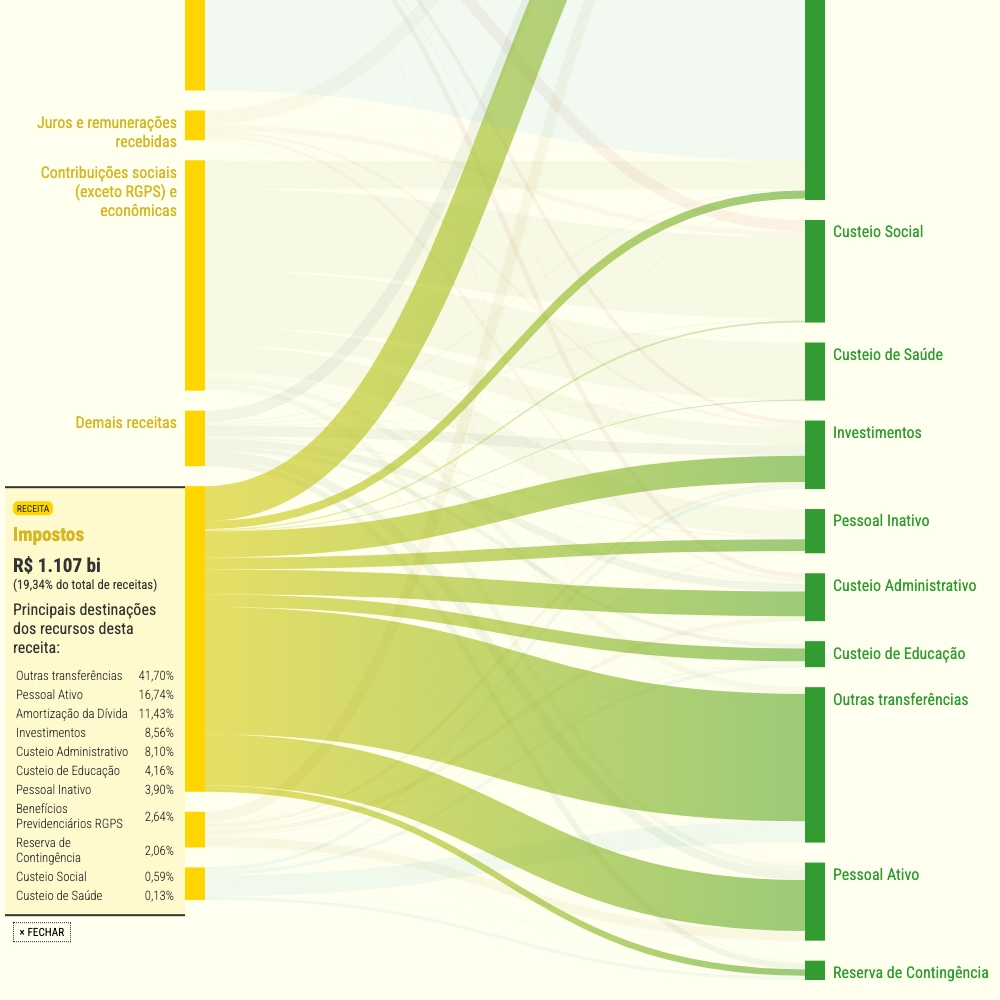 Juros e remunerações
recebidas
Contribuições sociais
(exceto RGPS) e
econômicas
Demais receitas
RECEITA
Impostos
R$ 1.107 bi
(19,34% do total de receitas)
Principais destinações
dos recursos desta
receita:
Outras transferências 41,70%
Pessoal Ativo 16,74%
Amortização da Dívida 11,43%
Investimentos 8,56%
Custeio Administrativo 8,10%
Custeio de Educação 4,16%
Pessoal Inativo 3,90%
Benefícios
Previdenciários RGPS 2,64%
Reserva de
Contingência 2,06%
Custeio Social 0,59%
Custeio de Saúde 0,13%
× FECHAR
Custeio Social
Custeio de Saúde
Investimentos
Pessoal Inativo
Custeio Administrativo
Custeio de Educação
Outras transferências
Pessoal Ativo
Reserva de Contingência